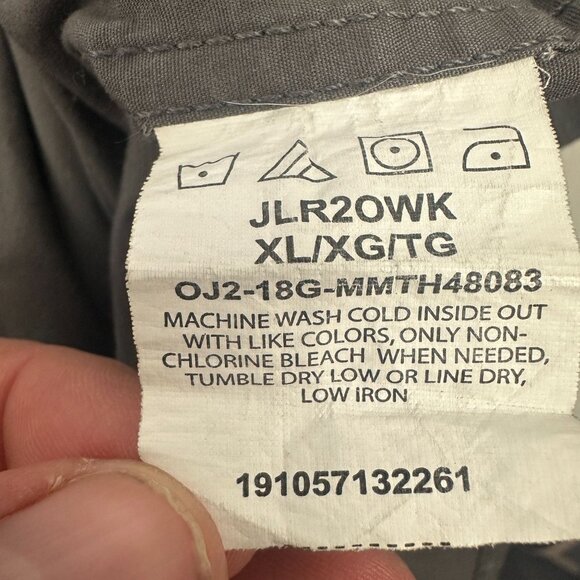 JLR2OWK
XL/XG/TG
OJ2-18G-MMTH48083
MACHINE WASH COLD INSIDE OUT
WITH LIKE COLORS, ONLY NON-
CHLORINE BLEACH WHEN NEEDED,
TUMBLE DRY LOW OR LINE DRY,
LOW IRON
191057132261